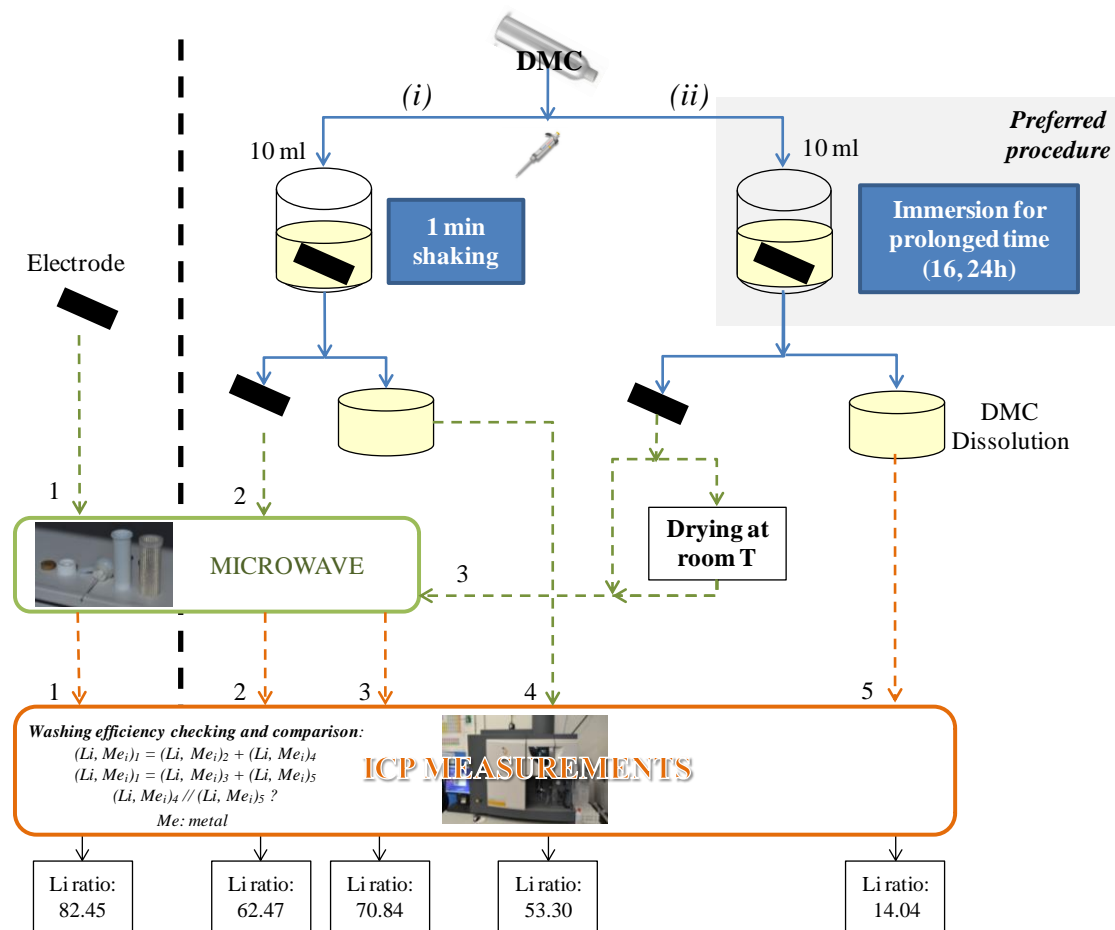 DMC
(i)
(ii)
Preferred
procedure
10 ml
10 ml
1 min
shaking
Immersion for
prolonged time
(16, 24h)
Electrode
DMC
Dissolution
1
2
Drying at
room T
MICROWAVE
3
1
2
3
4
5
Washing efficiency checking and comparison:
(Li, Meᵢ)₁ = (Li, Meᵢ)₂ + (Li, Meᵢ)₄
(Li, Meᵢ)₁ = (Li, Meᵢ)₃ + (Li, Meᵢ)₅
(Li, Meᵢ)₄ // (Li, Meᵢ)₅ ?
Me: metal
ICP MEASUREMENTS
Li ratio:
82.45
Li ratio:
62.47
Li ratio:
70.84
Li ratio:
53.30
Li ratio:
14.04